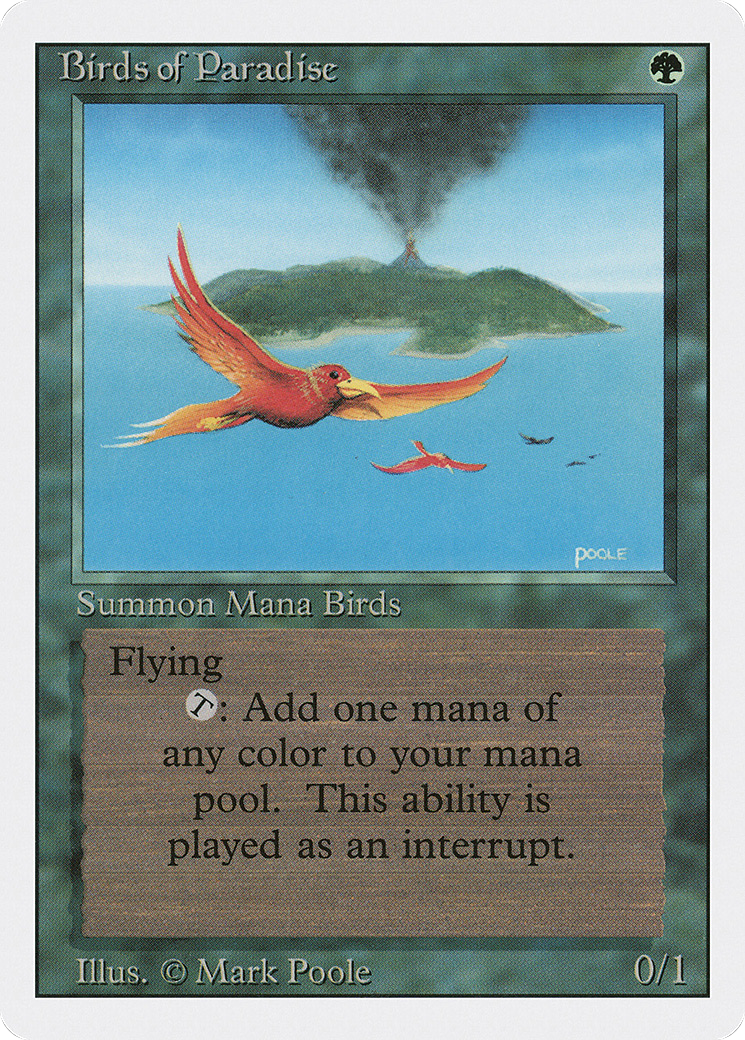 Birds of Paradise
POOLE
Summon Mana Birds
Flying
T: Add one mana of
any color to your mana
pool. This ability is
played as an interrupt.
Illus. © Mark Poole
0/1